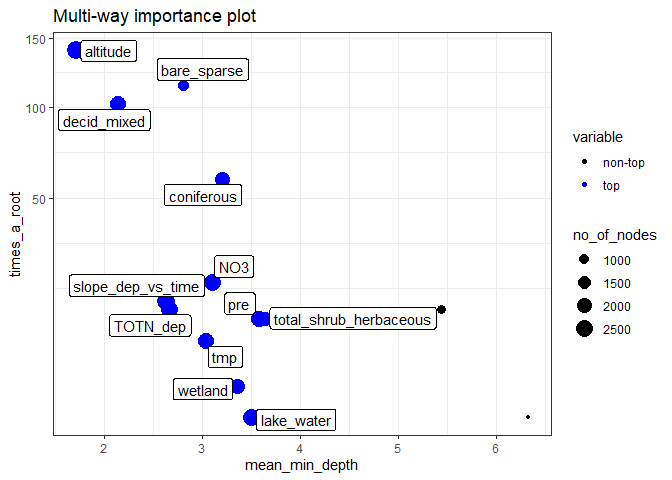 Multi-way importance plot
150
100
50
times_a_root
altitude
bare_sparse
decid_mixed
coniferous
NO3
slope_dep_vs_time
pre
total_shrub_herbaceous
TOTN_dep
tmp
wetland
lake_water
2
3
4
5
6
mean_min_depth
variable
non-top
top
no_of_nodes
1000
1500
2000
2500